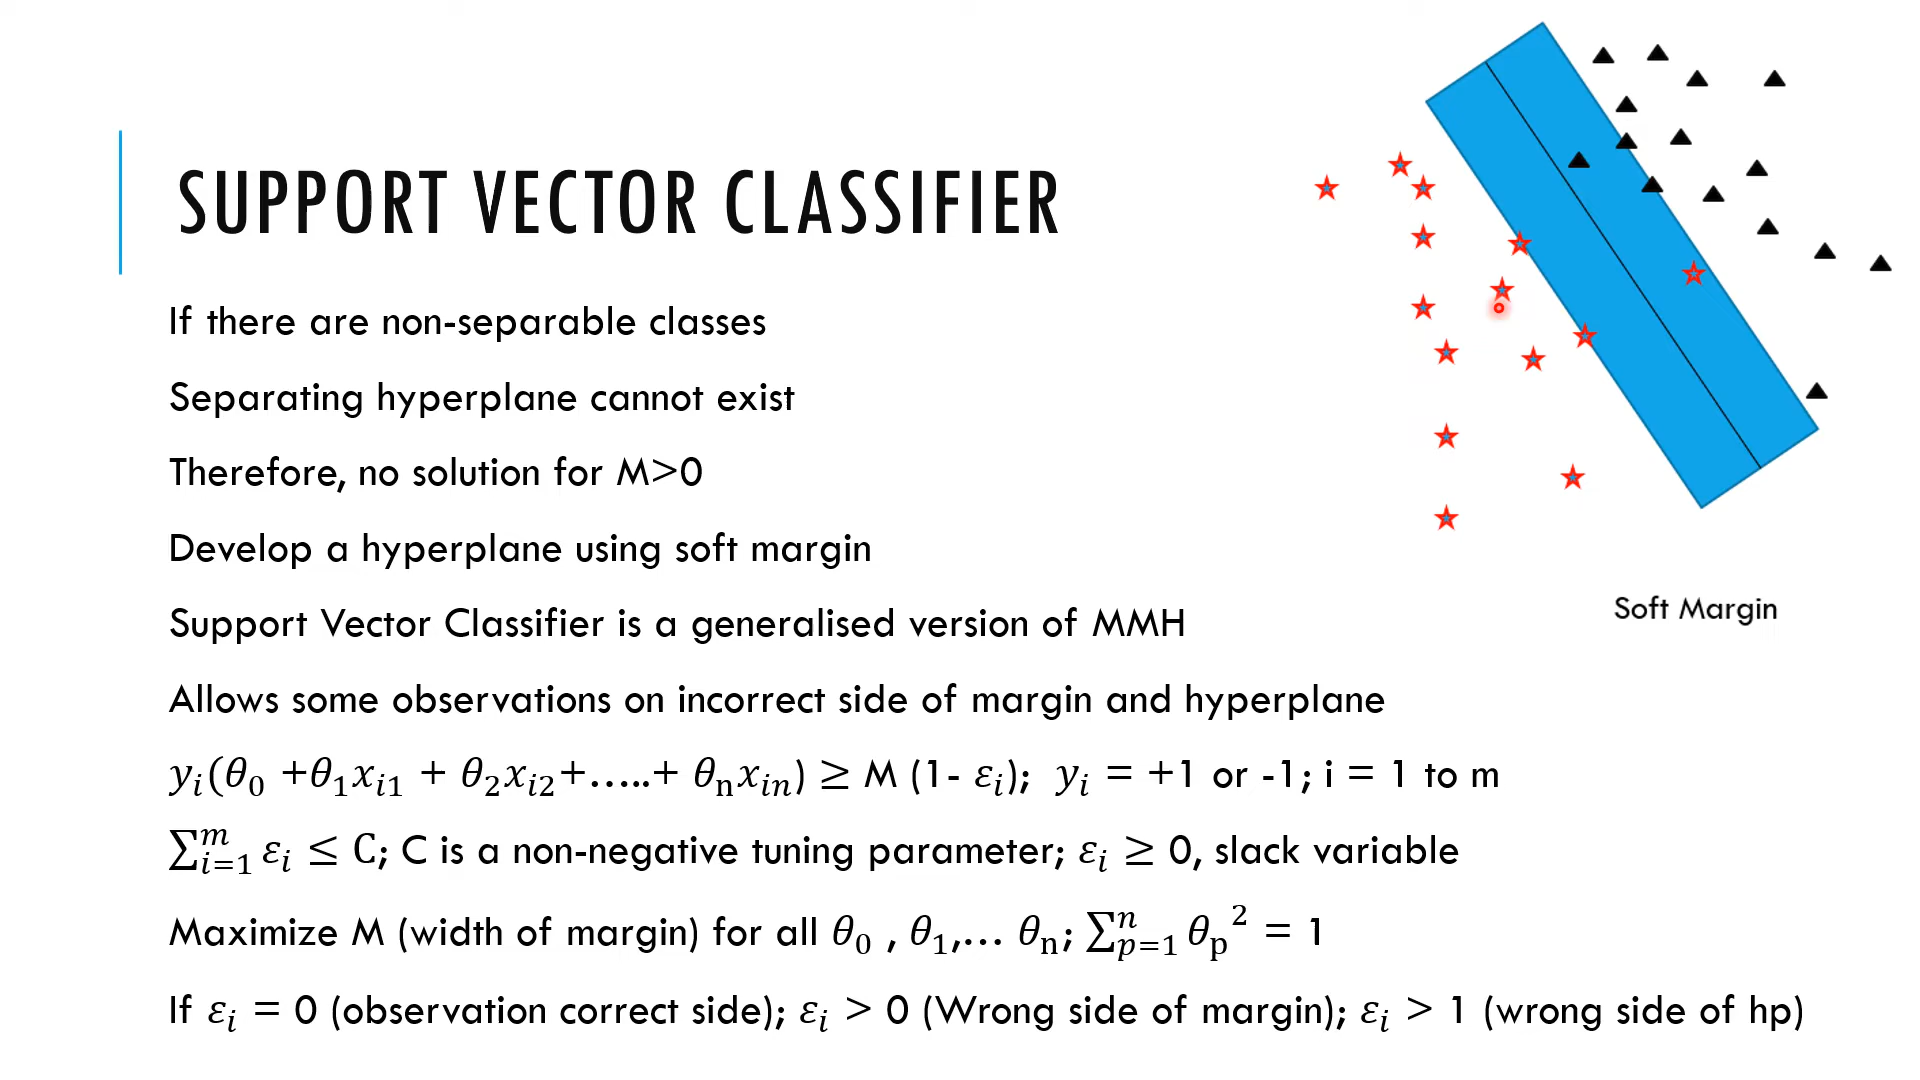 SUPPORT VECTOR CLASSIFIER
If there are non-separable classes
Separating hyperplane cannot exist
Therefore, no solution for M>0
Develop a hyperplane using soft margin
Soft Margin
Support Vector Classifier is a generalised version of MMH
Allows some observations on incorrect side of margin and hyperplane
𝑦ᵢ(𝜃₀ +𝜃₁𝑥ᵢ₁ + 𝜃₂𝑥ᵢ₂+…..+ 𝜃ₙ𝑥ᵢₙ) ≥ M (1- 𝜀ᵢ);  𝑦ᵢ = +1 or -1; i = 1 to m
∑ᵢ₌₁ᵐ 𝜀ᵢ ≤ C; C is a non-negative tuning parameter; 𝜀ᵢ ≥ 0, slack variable
Maximize M (width of margin) for all 𝜃₀ , 𝜃₁,… 𝜃ₙ; ∑ₚ₌₁ⁿ 𝜃ₚ² = 1
If 𝜀ᵢ = 0 (observation correct side); 𝜀ᵢ > 0 (Wrong side of margin); 𝜀ᵢ > 1 (wrong side of hp)